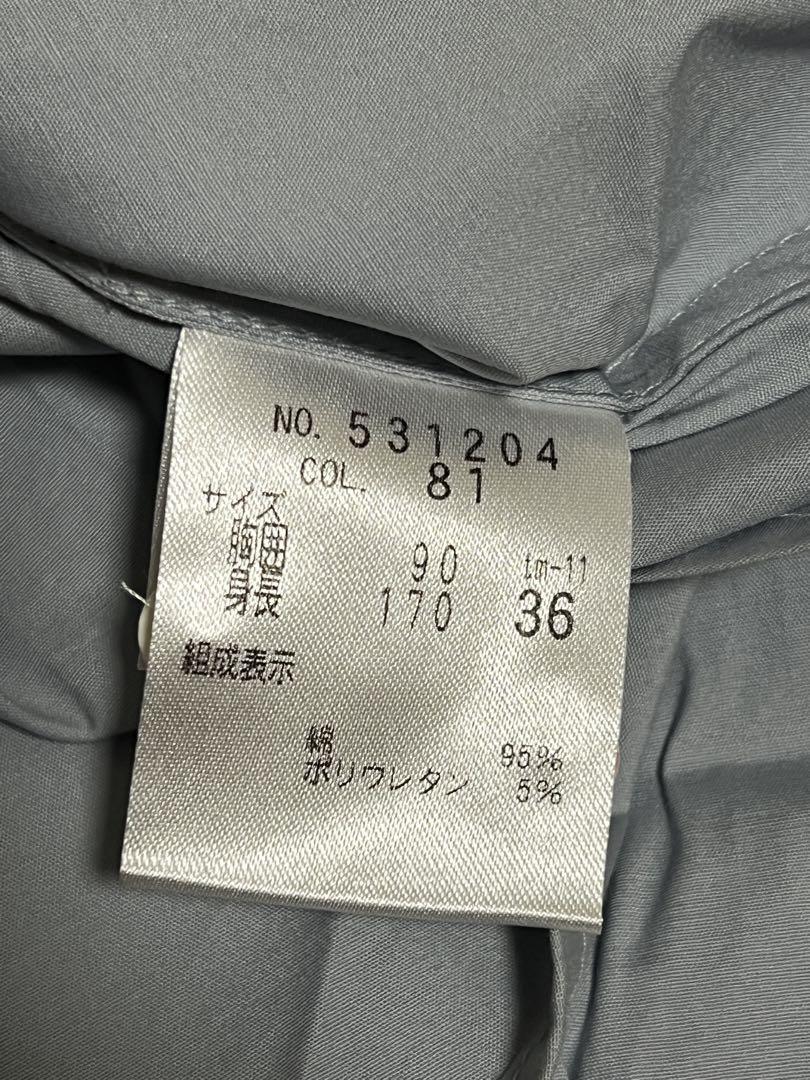 NO. 531204
COL. 81
サイズ
胸囲 90 tm-11
身長 170 36
組成表示
綿 95%
ポリウレタン 5%